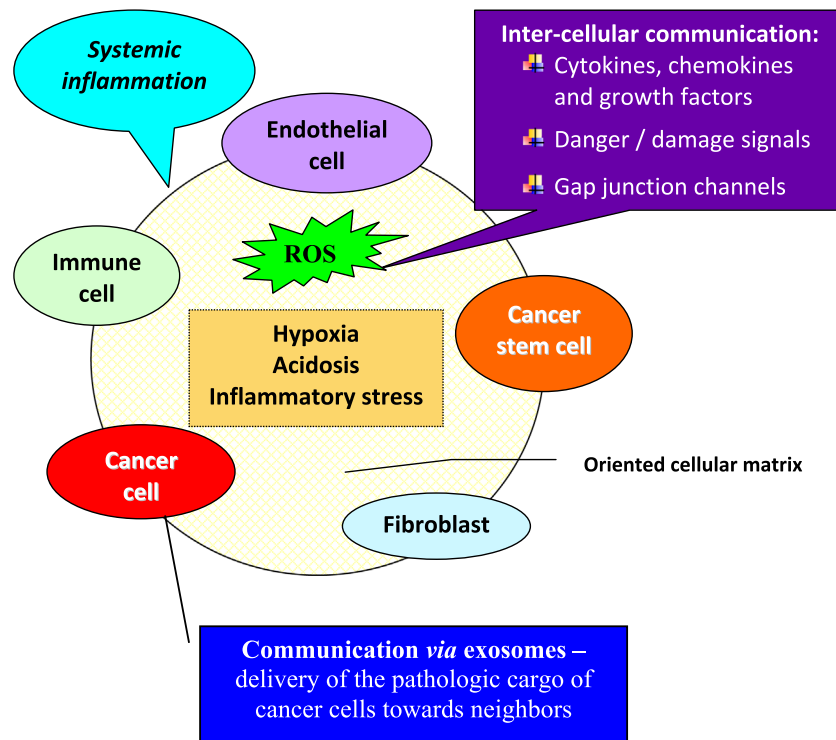 Systemic
inflammation
Inter-cellular communication:
Cytokines, chemokines
and growth factors
Danger / damage signals
Gap junction channels
Endothelial
cell
ROS
Immune
cell
Hypoxia
Acidosis
Inflammatory stress
Cancer
stem cell
Cancer
cell
Oriented cellular matrix
Fibroblast
Communication via exosomes –
delivery of the pathologic cargo of
cancer cells towards neighbors